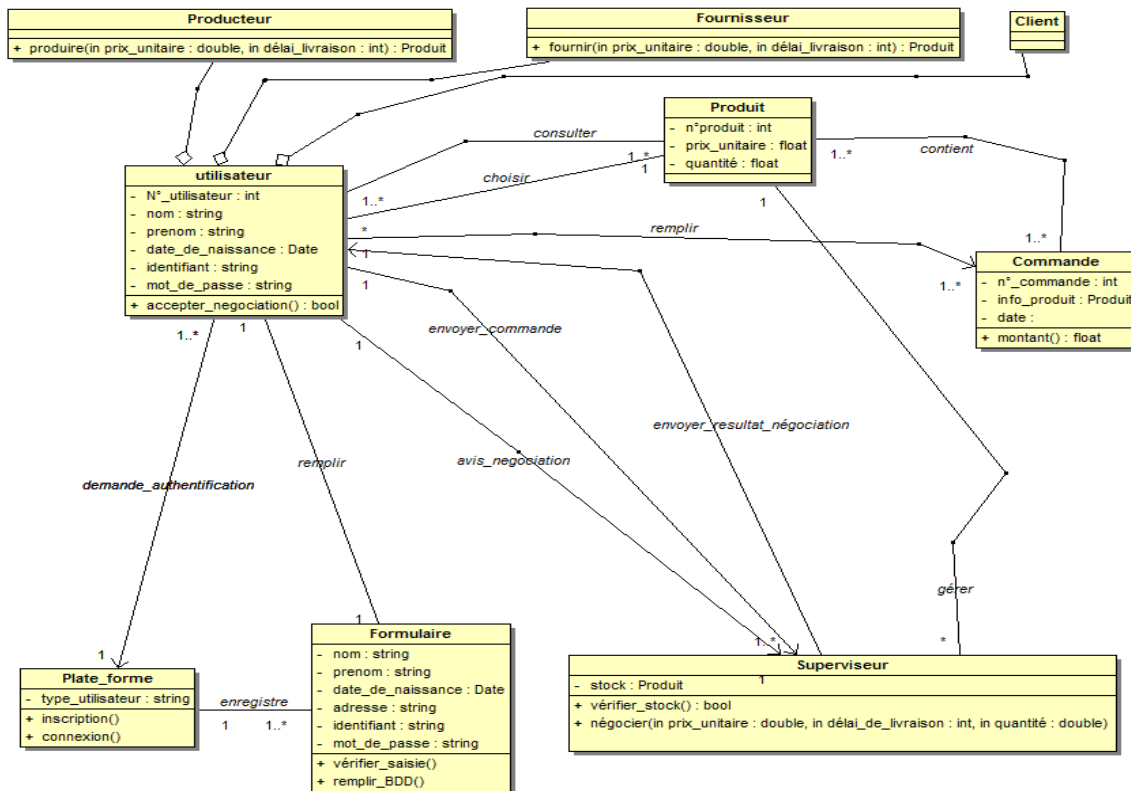 Producteur
+ produire(in prix_unitaire : double, in délai_livraison : int) : Produit
Fournisseur
+ fournir(in prix_unitaire : double, in délai_livraison : int) : Produit
Client
Produit
- n°produit : int
- prix_unitaire : float
- quantité : float
consulter
1..*
1
1..*
contient
choisir
1
utilisateur
- N°_utilisateur : int
- nom : string
- prenom : string
- date_de_naissance : Date
- identifiant : string
- mot_de_passe : string
+ accepter_negociation() : bool
1..*
*
remplir
1..*
1..*
Commande
- n°_commande : int
- info_produit : Produit
- date :
+ montant() : float
1
1
1
1..*
1
envoyer_commande
envoyer_resultat_négociation
avis_negociation
remplir
demande_authentification
gérer
1
1
1..*
*
Plate_forme
- type_utilisateur : string
+ inscription()
+ connexion()
enregistre
1
1..*
Formulaire
- nom : string
- prenom : string
- date_de_naissance : Date
- adresse : string
- identifiant : string
- mot_de_passe : string
+ vérifier_saisie()
+ remplir_BDD()
Superviseur
1
- stock : Produit
+ vérifier_stock() : bool
+ négocier(in prix_unitaire : double, in délai_de_livraison : int, in quantité : double)